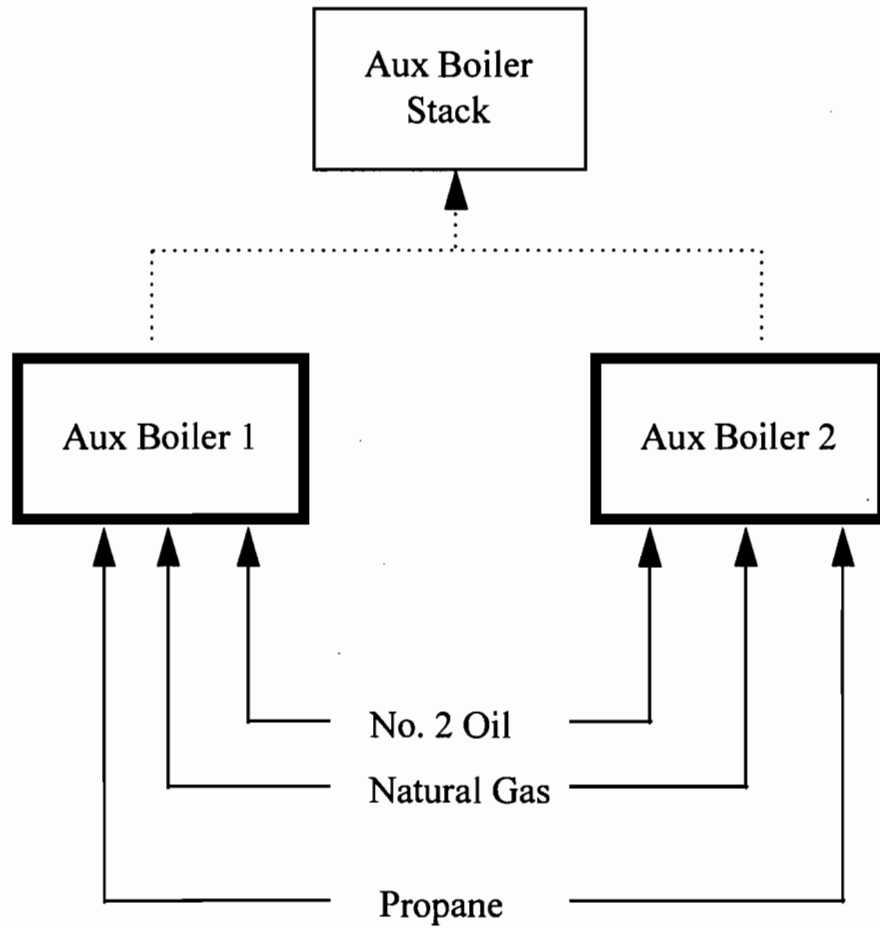 Aux Boiler
Stack
Aux Boiler 1
Aux Boiler 2
No. 2 Oil
Natural Gas
Propane